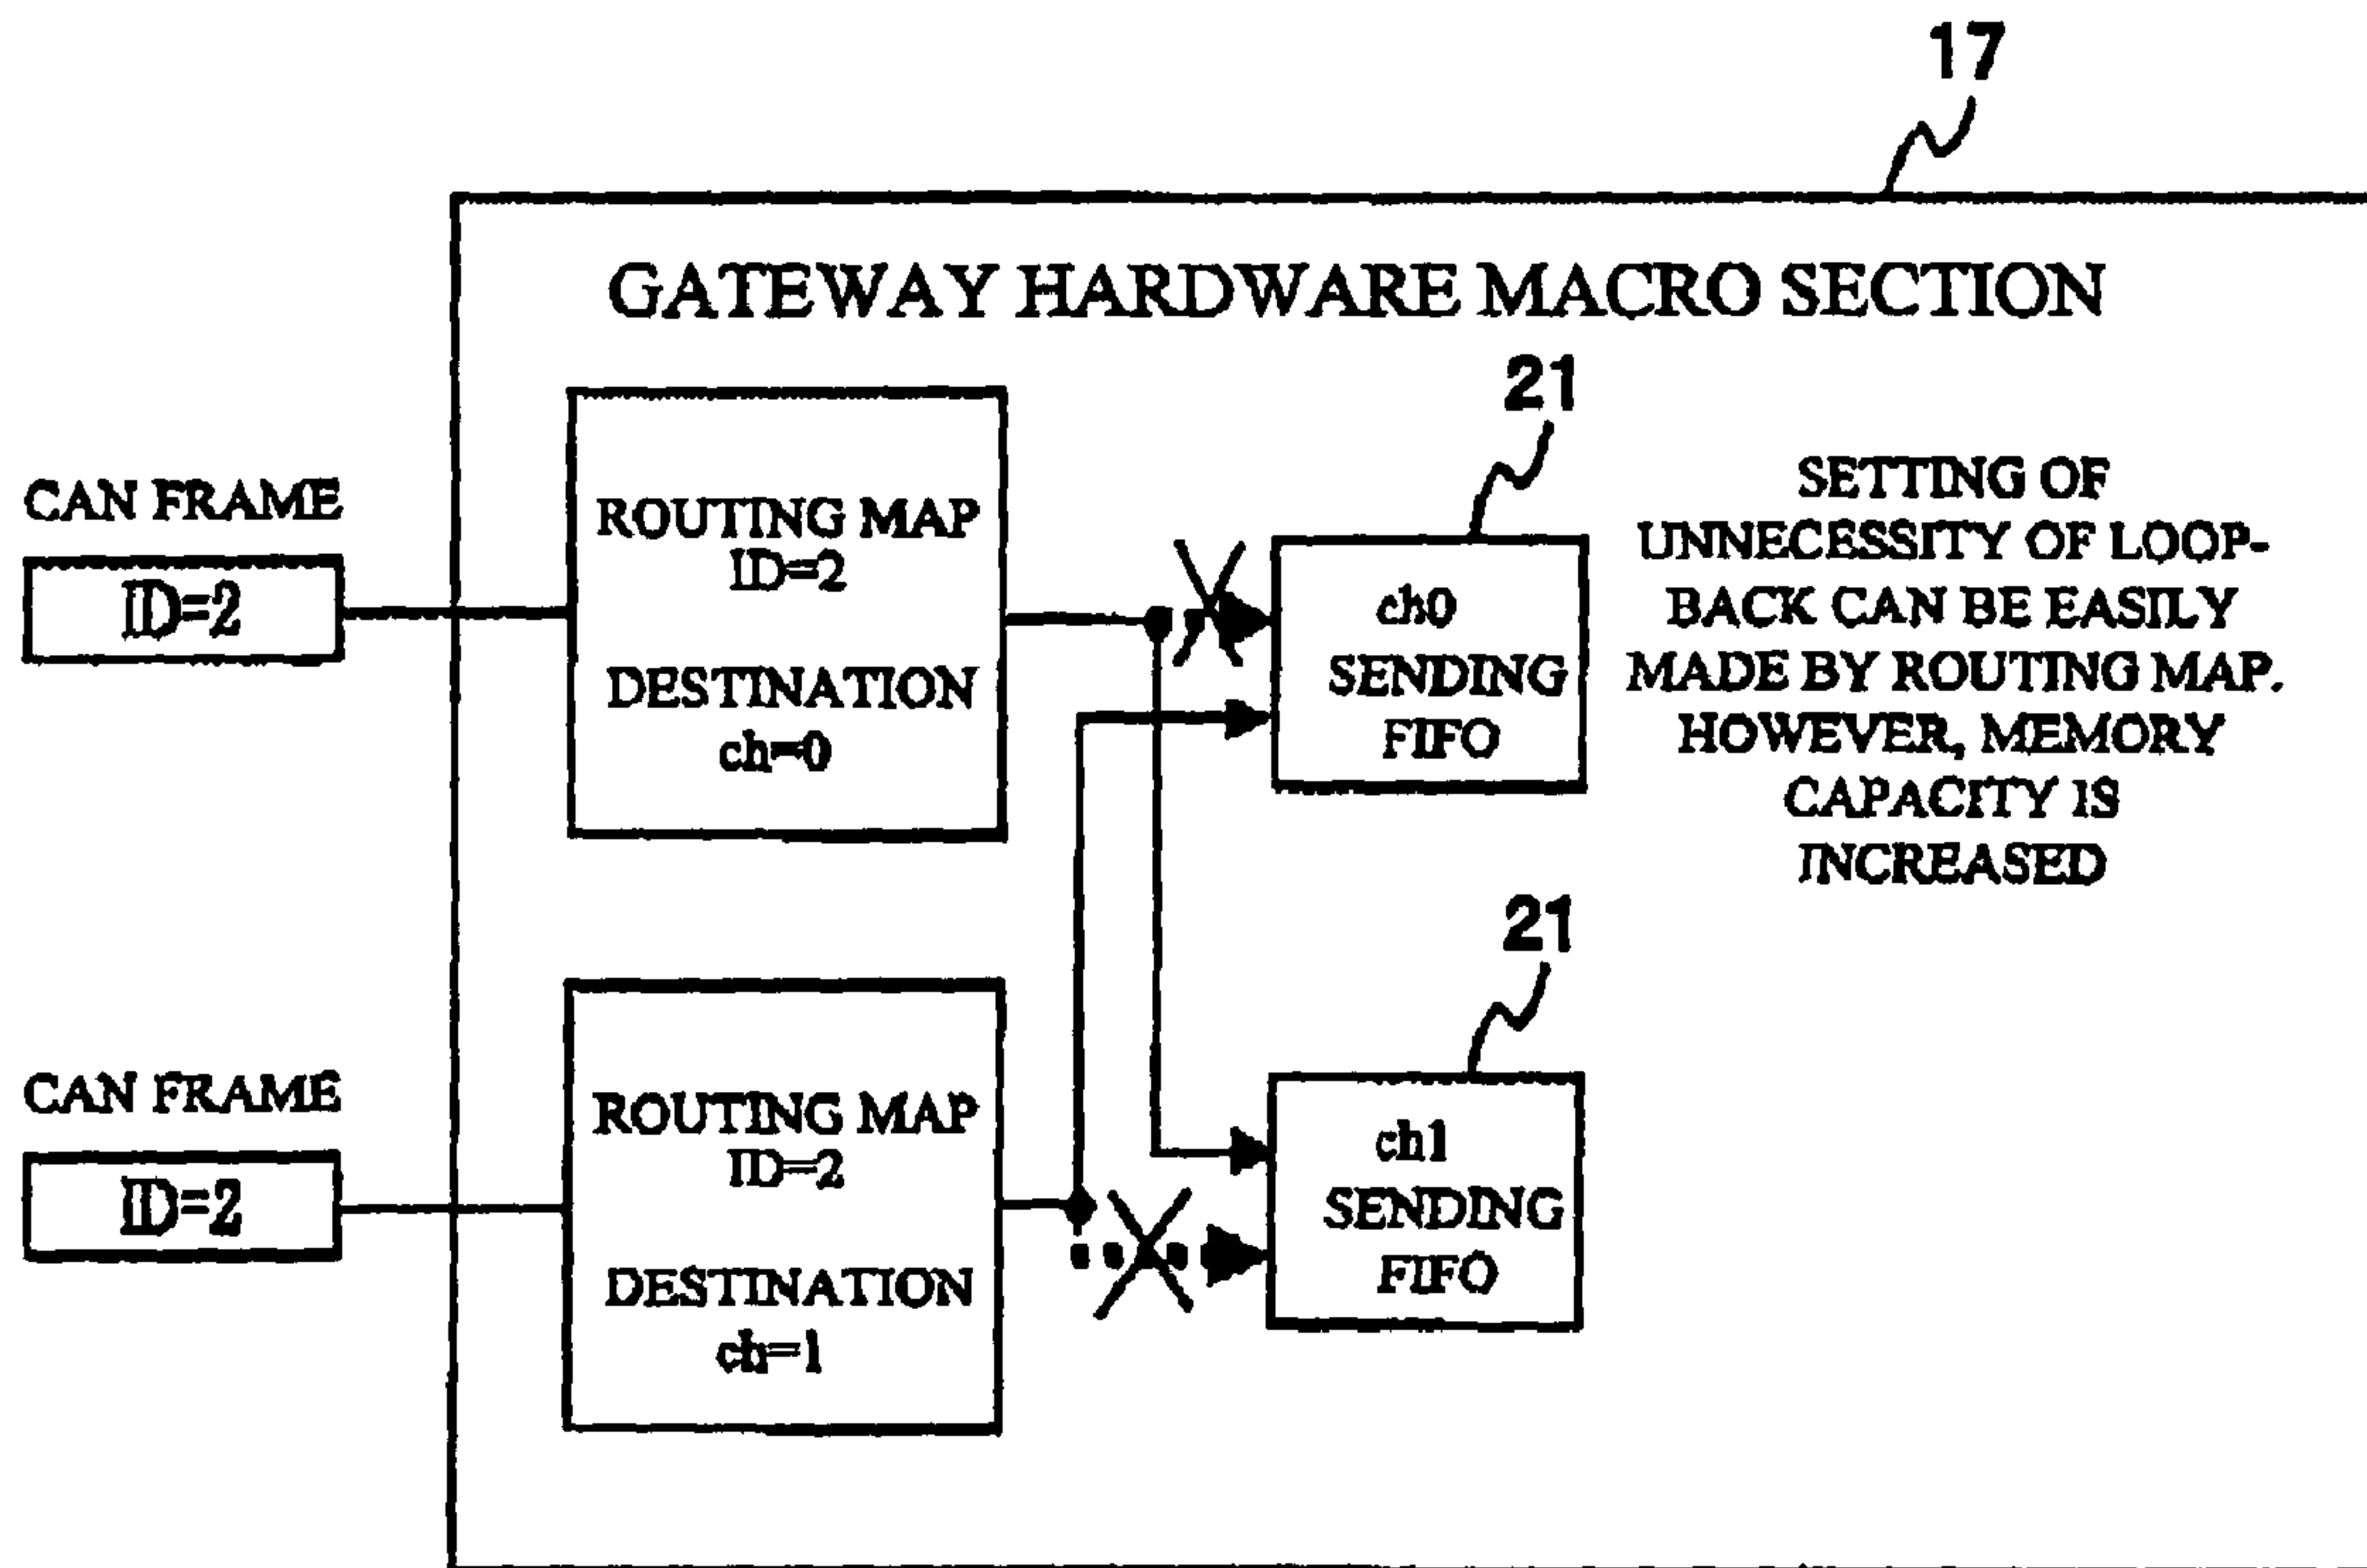 17
GATEWAY HARDWARE MACRO SECTION
CAN FRAME
ID=2
ROUTING MAP
ID=2
DESTINATION
ch=0
21
ch0
SENDING
FIFO
SETTING OF
UNNECESSITY OF LOOP-
BACK CAN BE EASILY
MADE BY ROUTING MAP.
HOWEVER, MEMORY
CAPACITY IS
INCREASED
CAN FRAME
ID=2
ROUTING MAP
ID=2
DESTINATION
ch=1
21
ch1
SENDING
FIFO